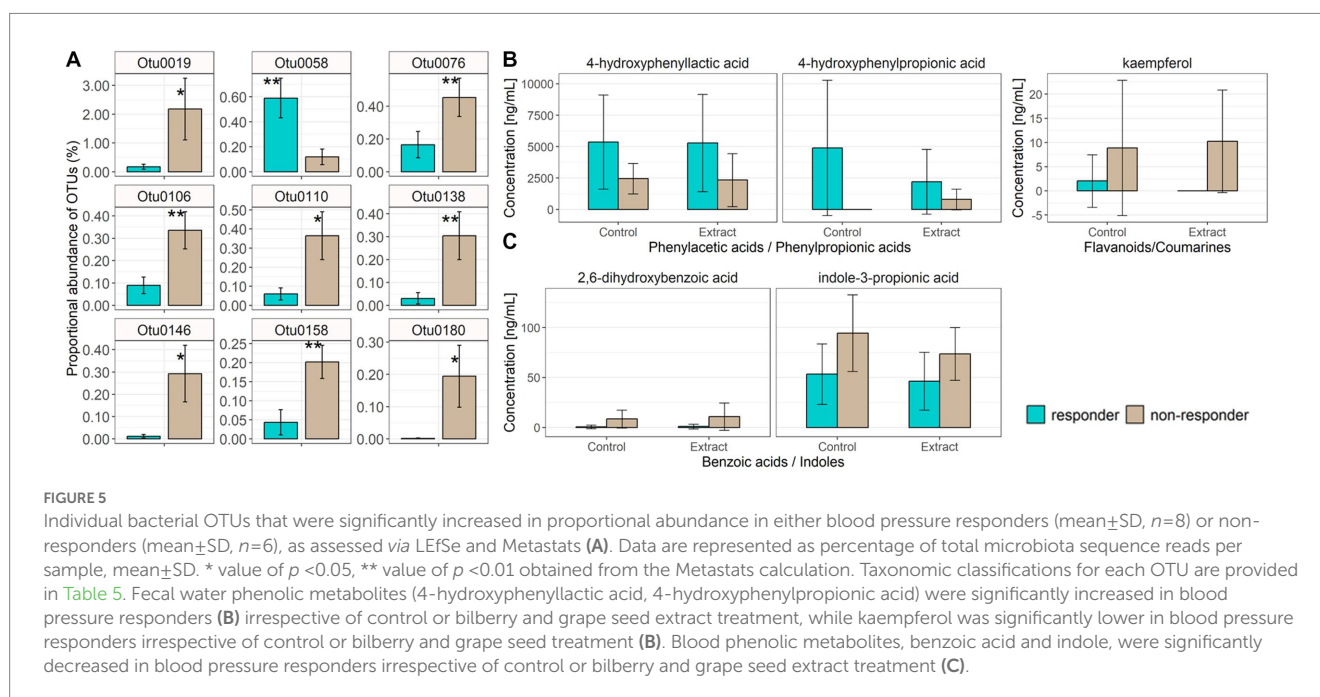 A
Proportional abundance of OTUs (%)
Otu0019
Otu0058
Otu0076
3.00
2.00
1.00
0.00
*
0.60
0.40
0.20
0.00
**
0.40
0.20
0.00
**
Otu0106
Otu0110
Otu0138
0.40
0.30
0.20
0.10
0.00
**
0.50
0.40
0.30
0.20
0.10
0.00
*
0.40
0.30
0.20
0.10
0.00
**
Otu0146
Otu0158
Otu0180
0.40
0.30
0.20
0.10
0.00
*
0.25
0.20
0.15
0.10
0.05
0.00
**
0.30
0.20
0.10
0.00
*
B
4-hydroxyphenyllactic acid
4-hydroxyphenylpropionic acid
Concentration [ng/mL]
10000
7500
5000
2500
0
Control
Extract
Control
Extract
Phenylacetic acids / Phenylpropionic acids
kaempferol
Concentration [ng/mL]
25
20
15
10
5
0
-5
Control
Extract
Flavanoids/Coumarines
C
2,6-dihydroxybenzoic acid
indole-3-propionic acid
Concentration [ng/mL]
100
50
0
Control
Extract
Control
Extract
Benzoic acids / Indoles
responder
non-responder
FIGURE 5
Individual bacterial OTUs that were significantly increased in proportional abundance in either blood pressure responders (mean±SD, n=8) or non-
responders (mean±SD, n=6), as assessed via LEfSe and Metastats (A). Data are represented as percentage of total microbiota sequence reads per
sample, mean±SD. * value of p <0.05, ** value of p <0.01 obtained from the Metastats calculation. Taxonomic classifications for each OTU are provided
in Table 5. Fecal water phenolic metabolites (4-hydroxyphenyllactic acid, 4-hydroxyphenylpropionic acid) were significantly increased in blood
pressure responders (B) irrespective of control or bilberry and grape seed extract treatment, while kaempferol was significantly lower in blood pressure
responders irrespective of control or bilberry and grape seed treatment (B). Blood phenolic metabolites, benzoic acid and indole, were significantly
decreased in blood pressure responders irrespective of control or bilberry and grape seed extract treatment (C).